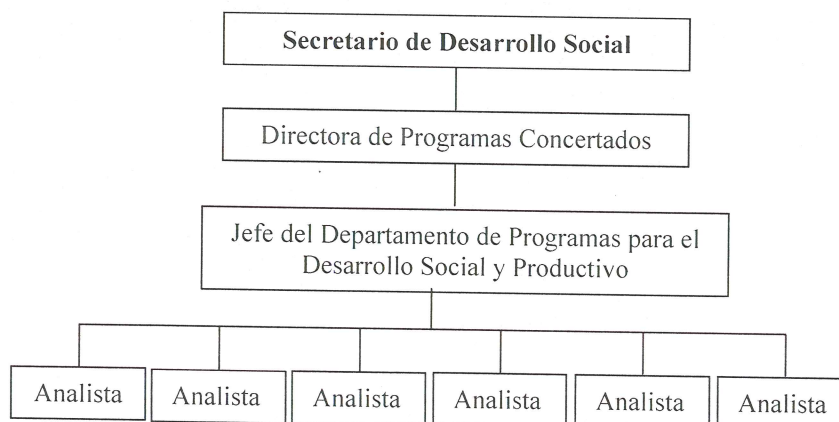 Secretario de Desarrollo Social
Directora de Programas Concertados
Jefe del Departamento de Programas para el
Desarrollo Social y Productivo
Analista
Analista
Analista
Analista
Analista
Analista